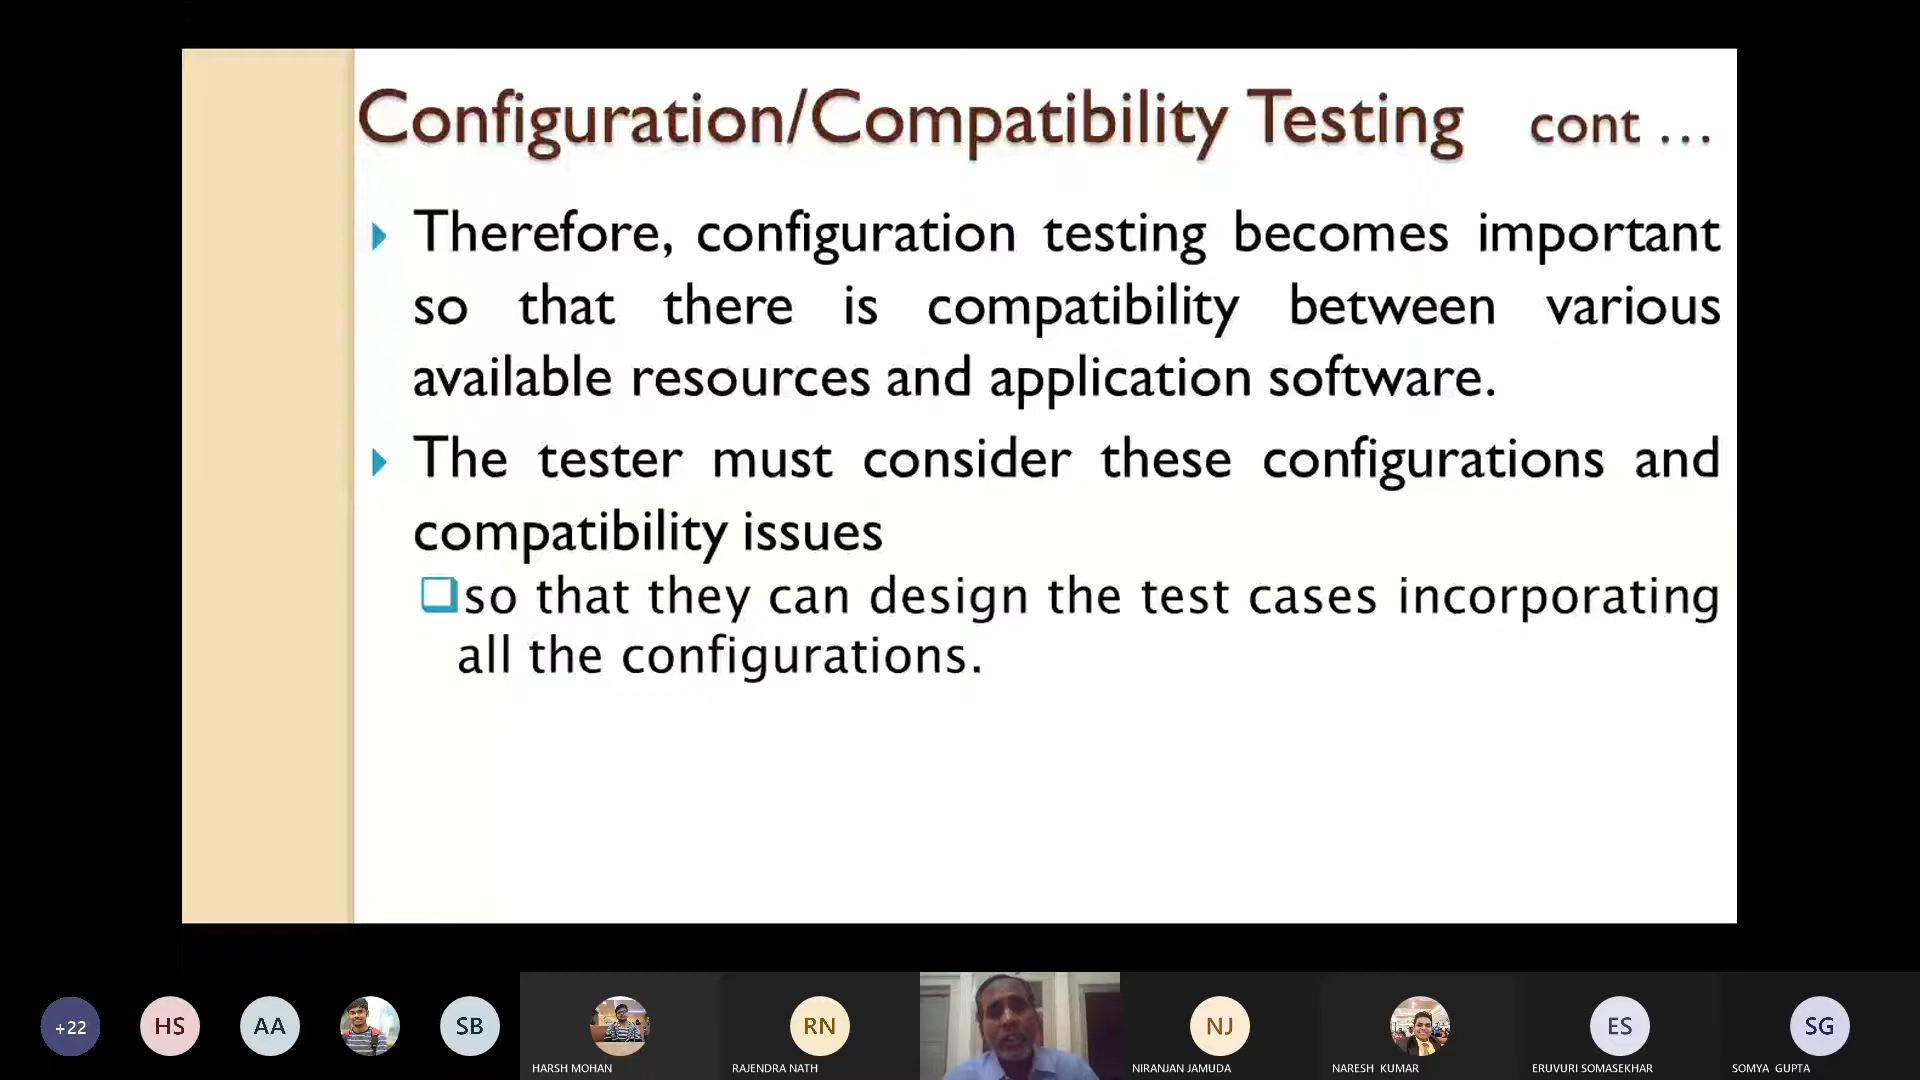 Configuration/Compatibility Testing cont ...
Therefore, configuration testing becomes important
so that there is compatibility between various
available resources and application software.
The tester must consider these configurations and
compatibility issues
so that they can design the test cases incorporating
all the configurations.
+22
HS
AA
SB
RN
NJ
ES
SG
HARSH MOHAN
RAJENDRA NATH
NIRANJAN JAMUDA
NARESH KUMAR
ERUVURI SOMASEKHAR
SOMYA GUPTA